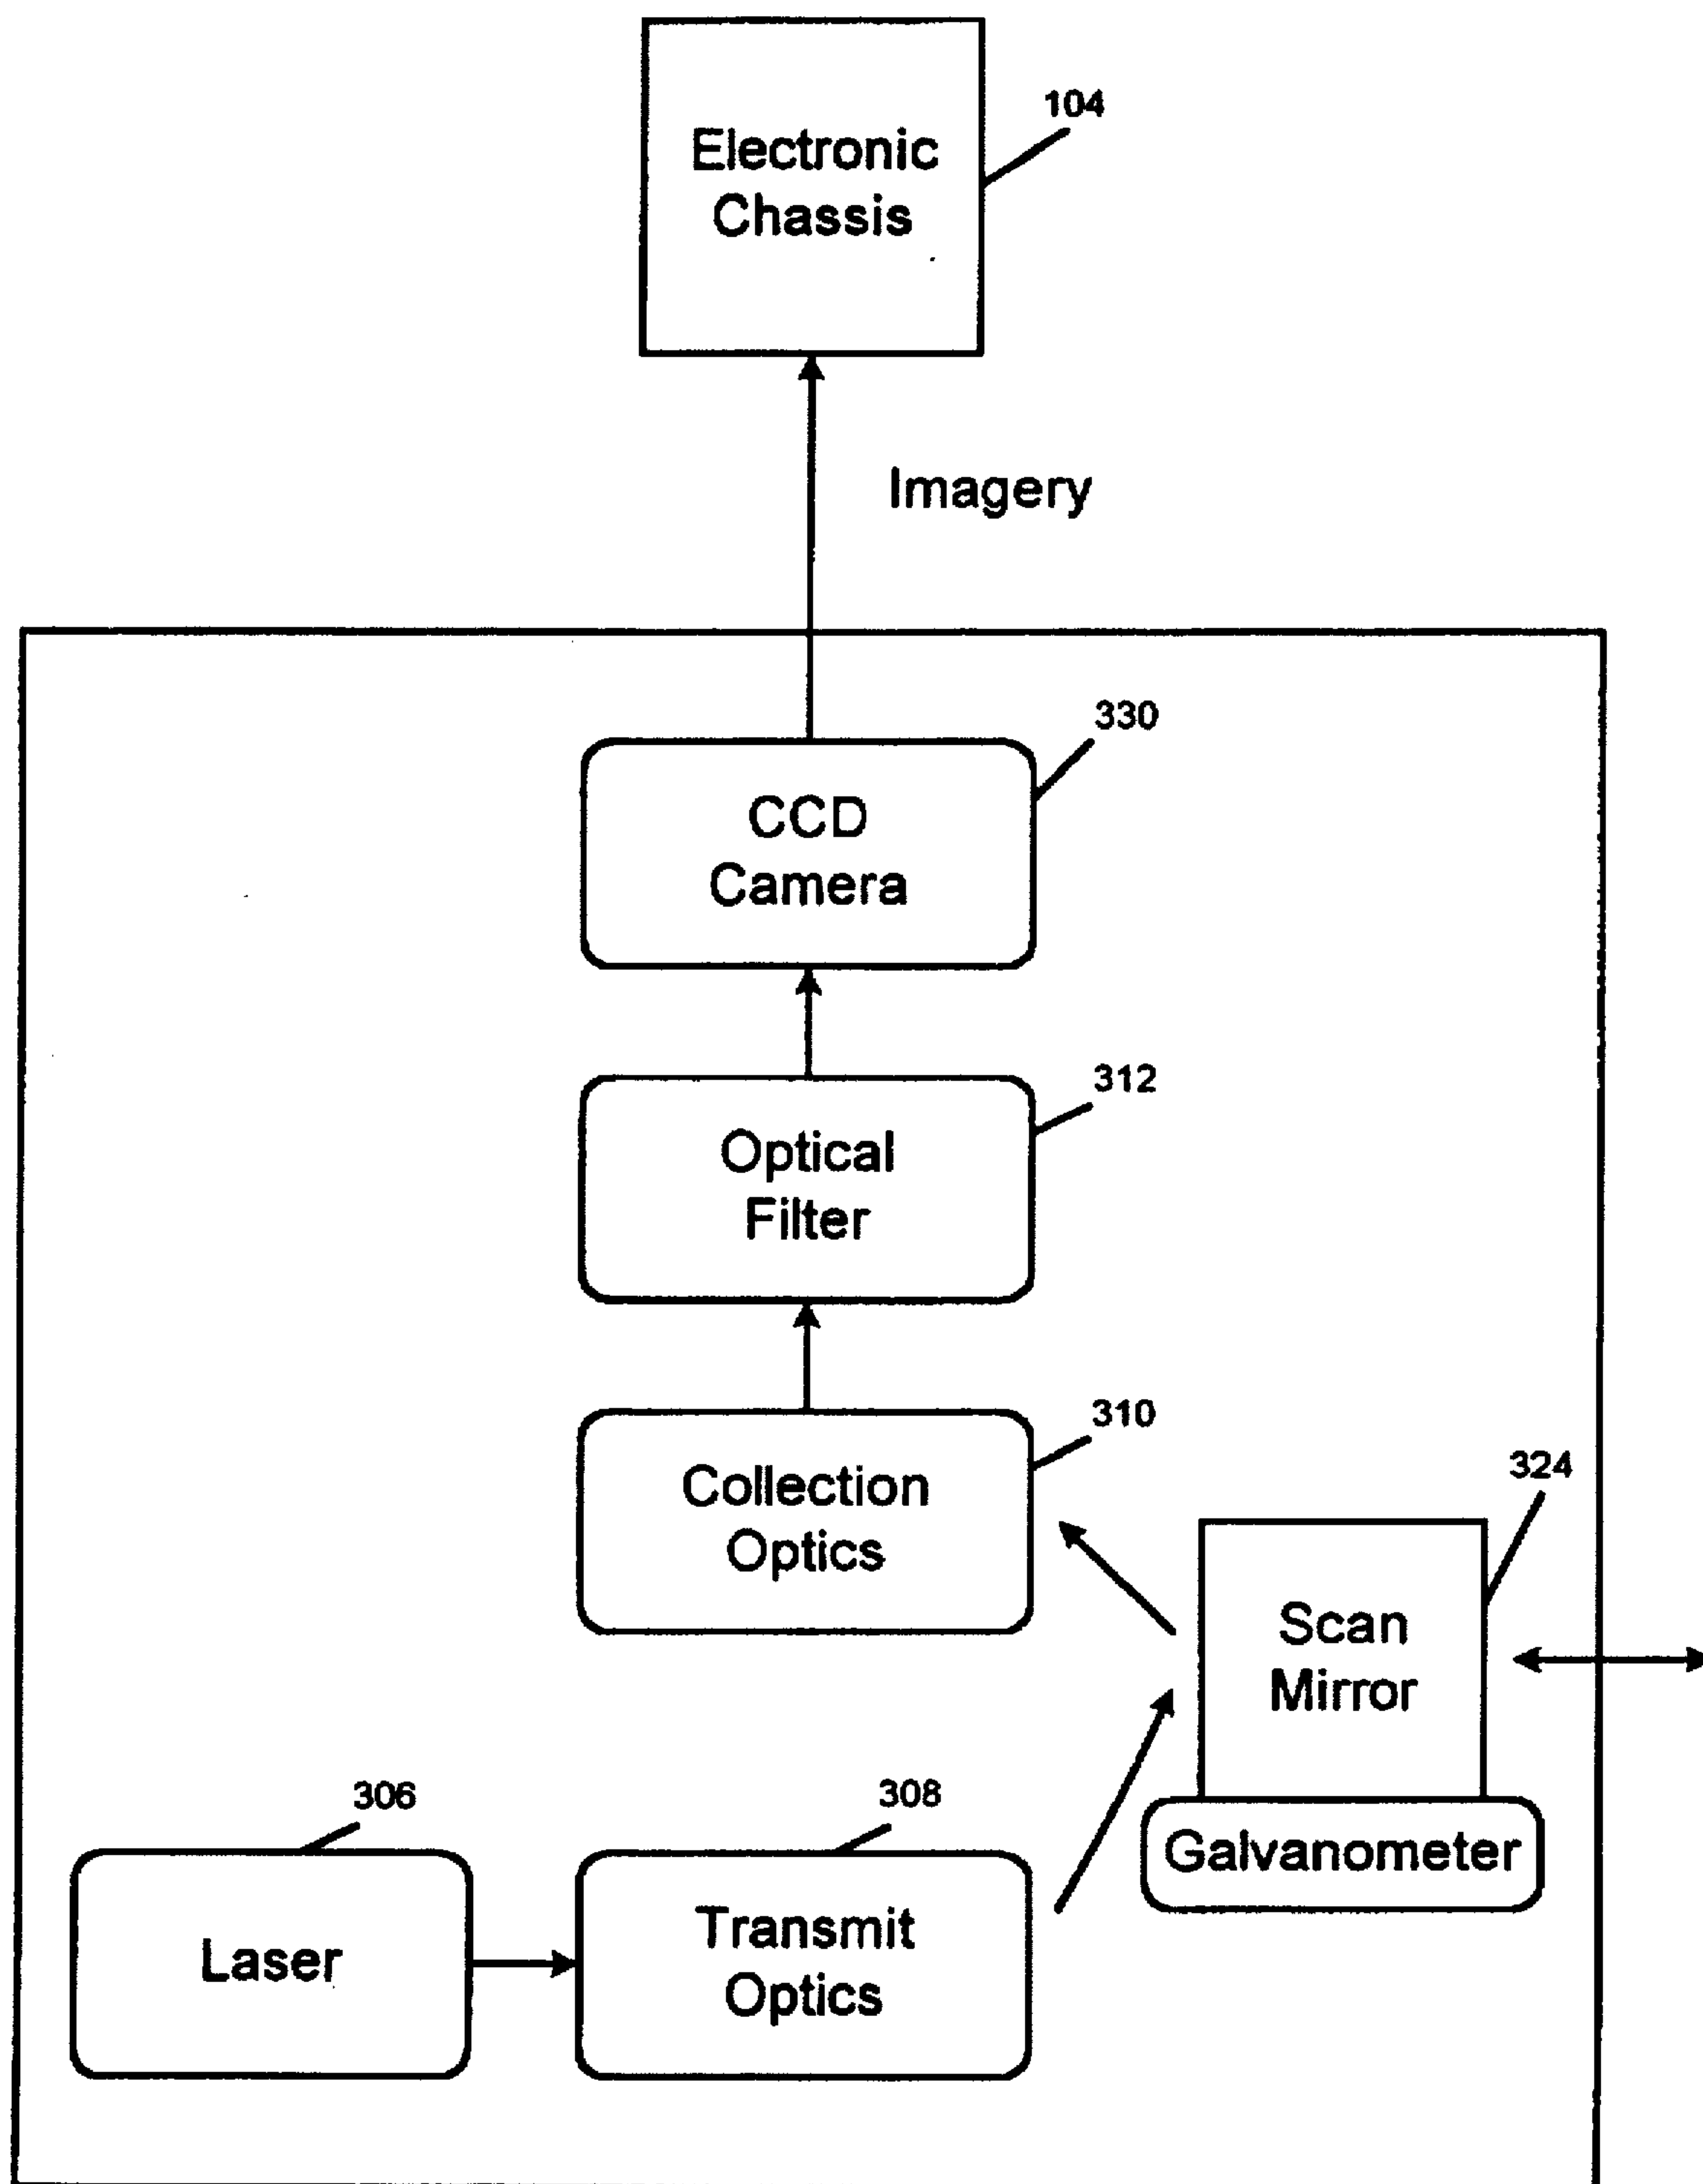 104
Electronic
Chassis
Imagery
330
CCD
Camera
312
Optical
Filter
310
Collection
Optics
324
Scan
Mirror
306
308
Galvanometer
Laser
Transmit
Optics